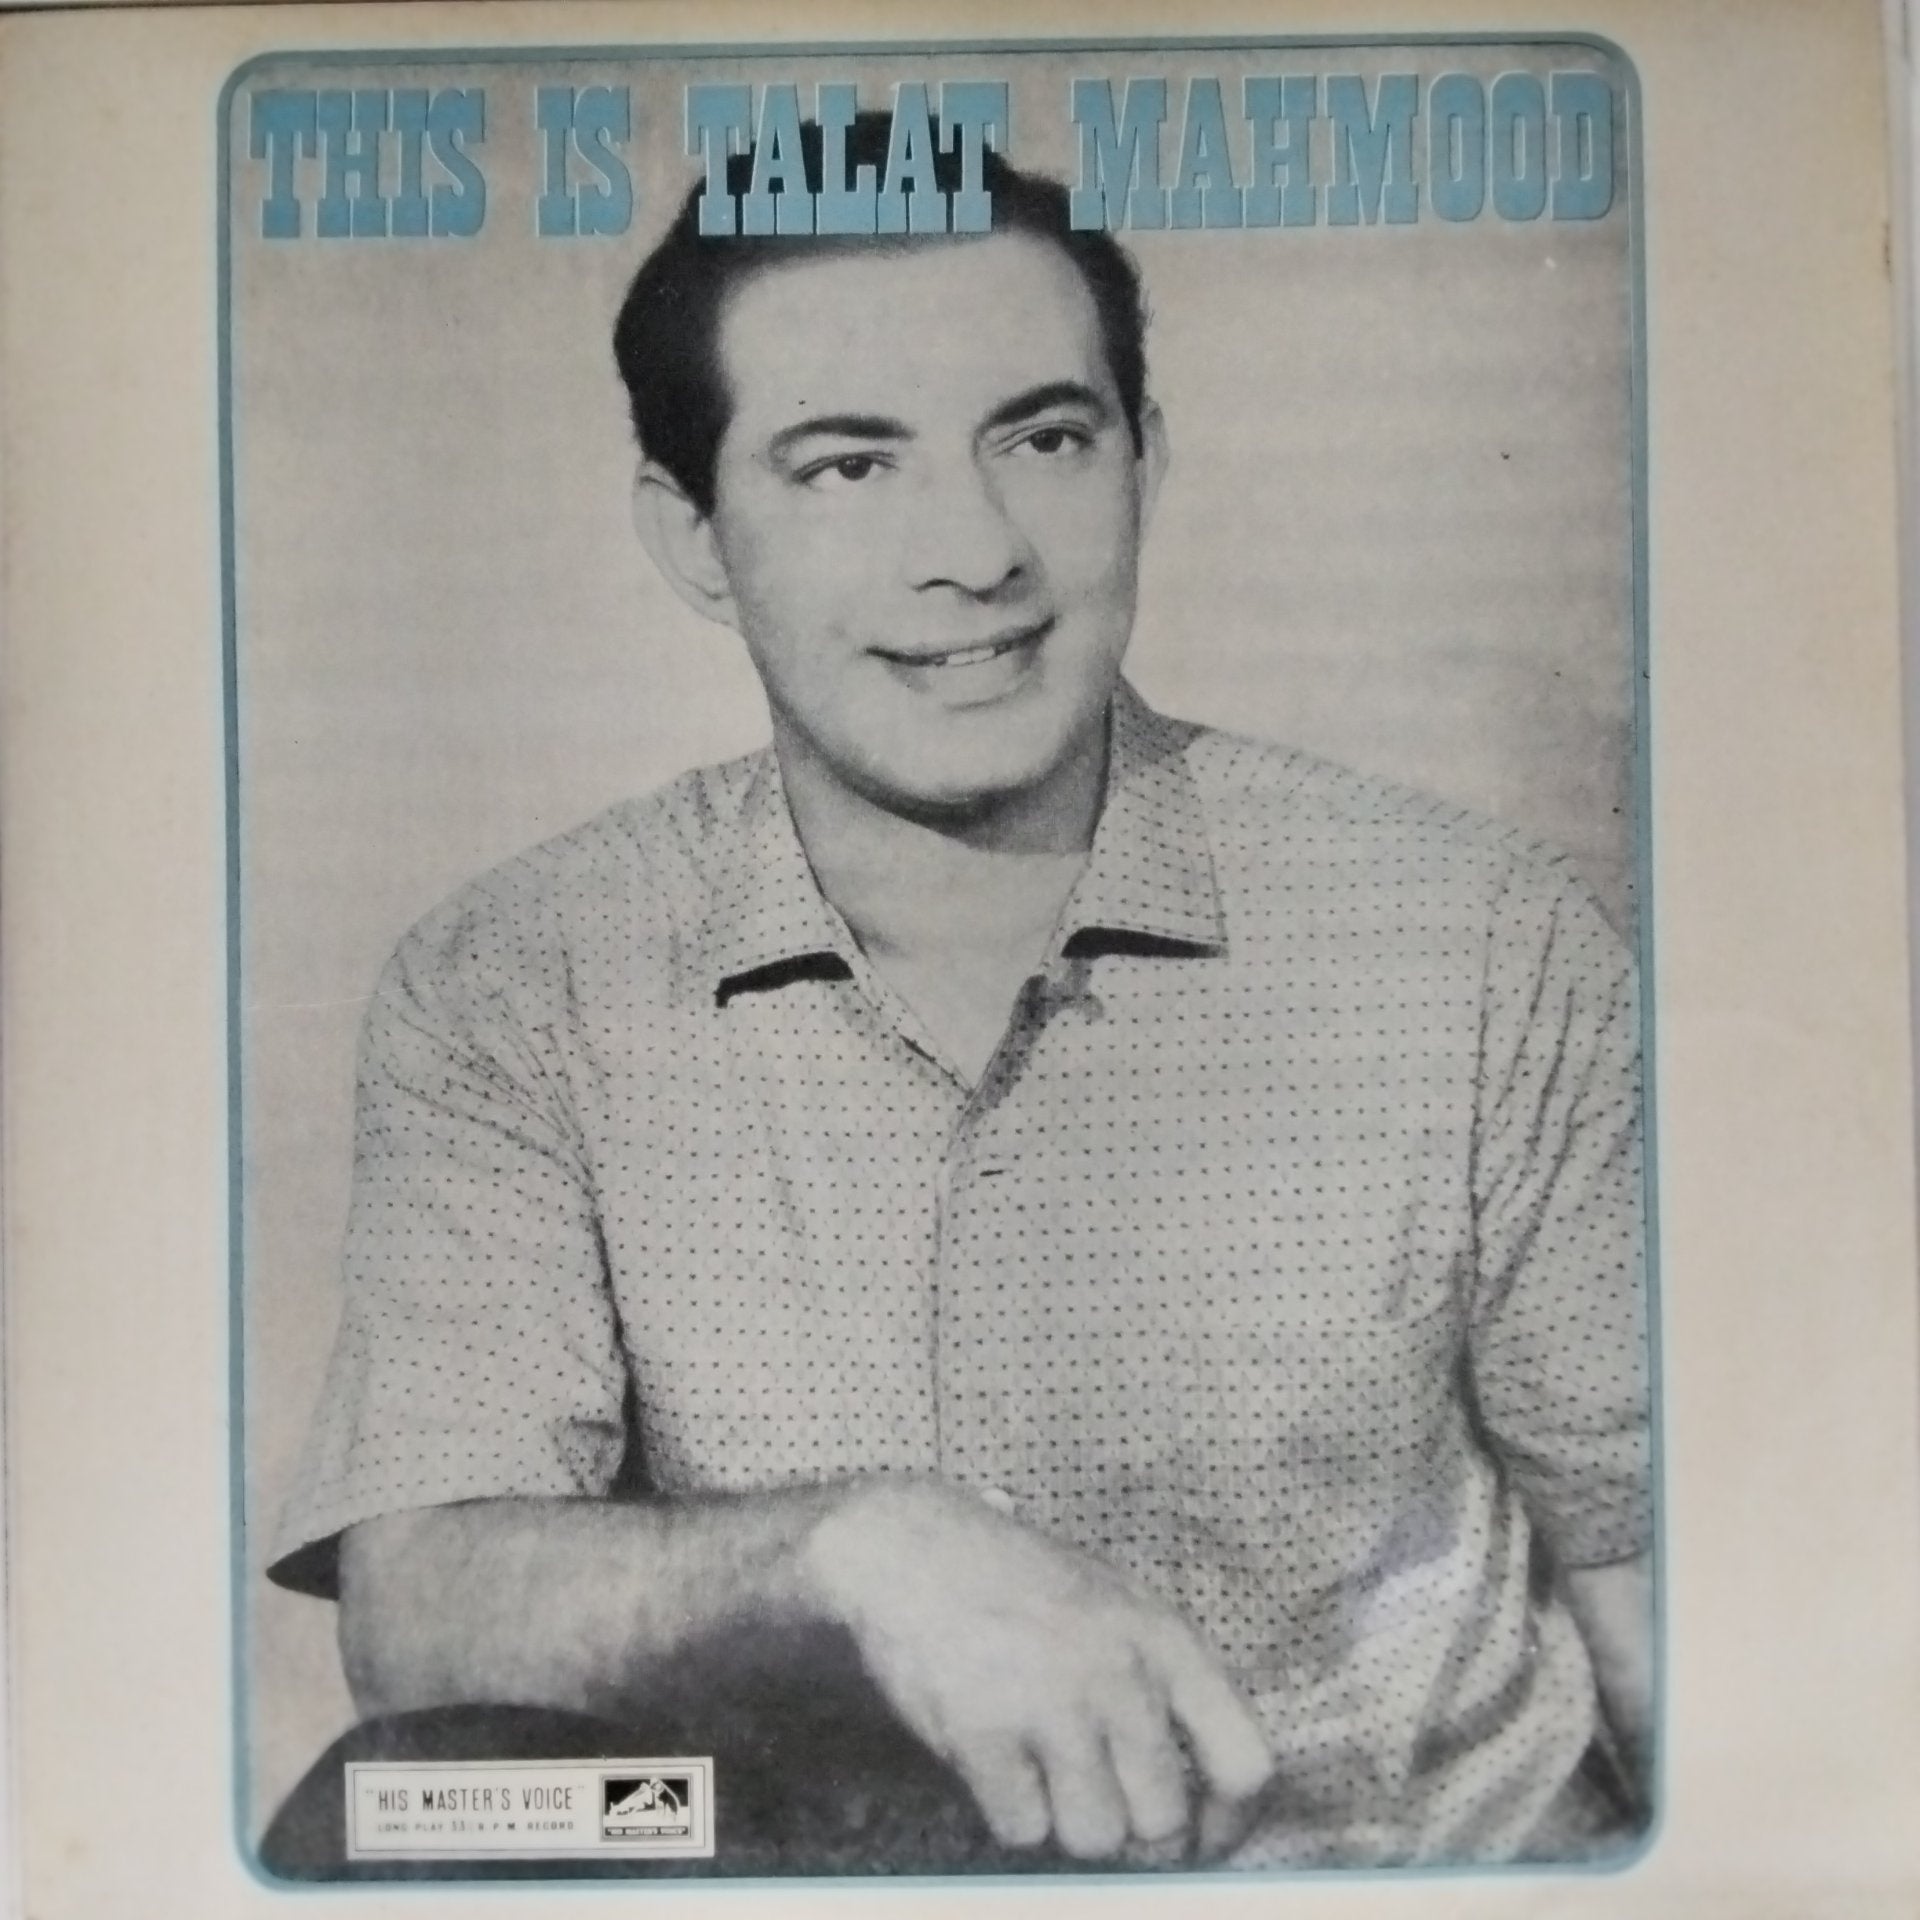 THIS IS TALAT MAHMOOD
"HIS MASTER'S VOICE"
LONG PLAY 33⅓ R.P.M. RECORD
"HIS MASTER'S VOICE"